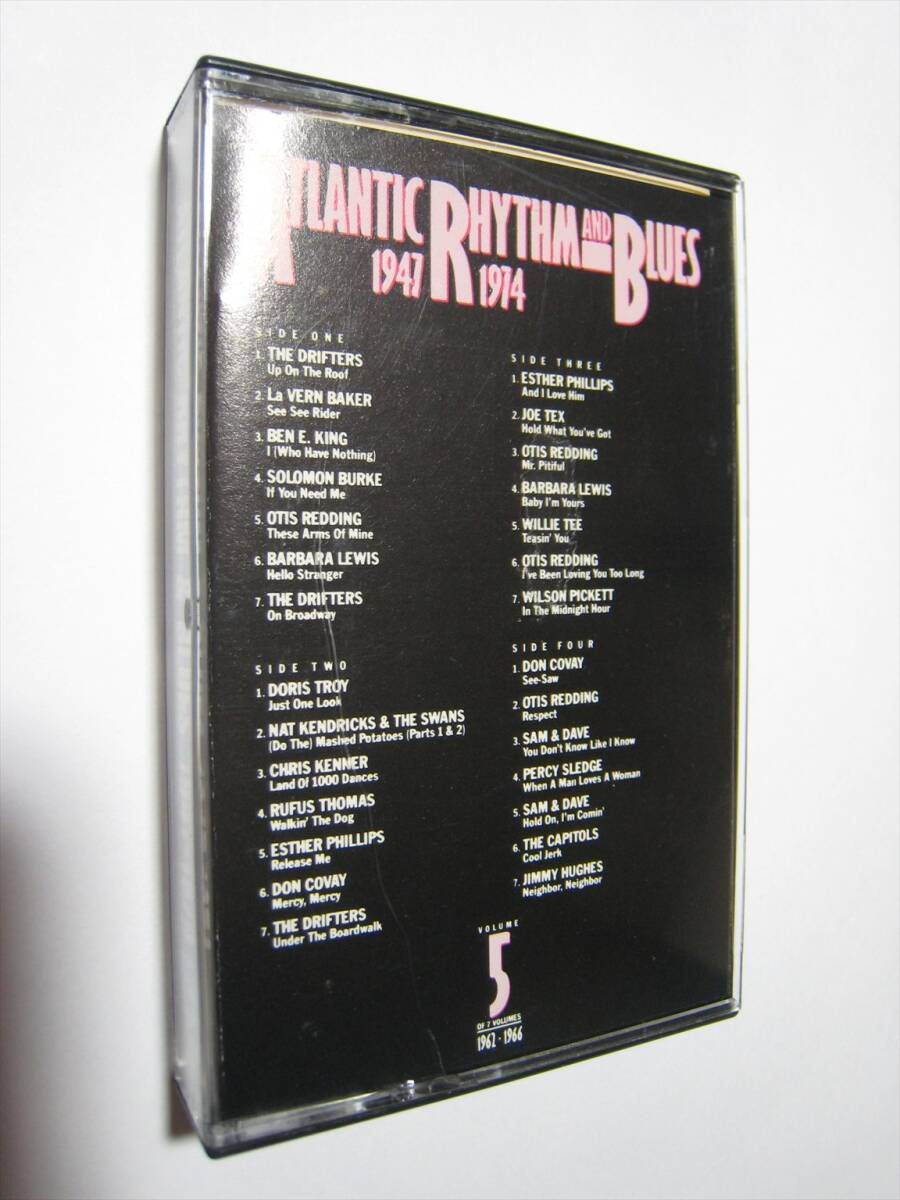 ATLANTIC RHYTHM AND BLUES
1947 1974
SIDE ONE
1. THE DRIFTERS
Up On The Roof
2. La VERN BAKER
See See Rider
3. BEN E. KING
I (Who Have Nothing)
4. SOLOMON BURKE
If You Need Me
5. OTIS REDDING
These Arms Of Mine
6. BARBARA LEWIS
Hello Stranger
7. THE DRIFTERS
On Broadway
SIDE TWO
1. DORIS TROY
Just One Look
2. NAT KENDRICKS & THE SWANS
(Do The) Mashed Potatoes (Parts 1 & 2)
3. CHRIS KENNER
Land Of 1000 Dances
4. RUFUS THOMAS
Walkin' The Dog
5. ESTHER PHILLIPS
Release Me
6. DON COVAY
Mercy, Mercy
7. THE DRIFTERS
Under The Boardwalk
SIDE THREE
1. ESTHER PHILLIPS
And I Love Him
2. JOE TEX
Hold What You've Got
3. OTIS REDDING
Mr. Pitiful
4. BARBARA LEWIS
Baby I'm Yours
5. WILLIE TEE
Teasin' You
6. OTIS REDDING
I've Been Loving You Too Long
7. WILSON PICKETT
In The Midnight Hour
SIDE FOUR
1. DON COVAY
See-Saw
2. OTIS REDDING
Respect
3. SAM & DAVE
You Don't Know Like I Know
4. PERCY SLEDGE
When A Man Loves A Woman
5. SAM & DAVE
Hold On, I'm Comin'
6. THE CAPITOLS
Cool Jerk
7. JIMMY HUGHES
Neighbor, Neighbor
VOLUME
5
OF 7 VOLUMES
1962 - 1966